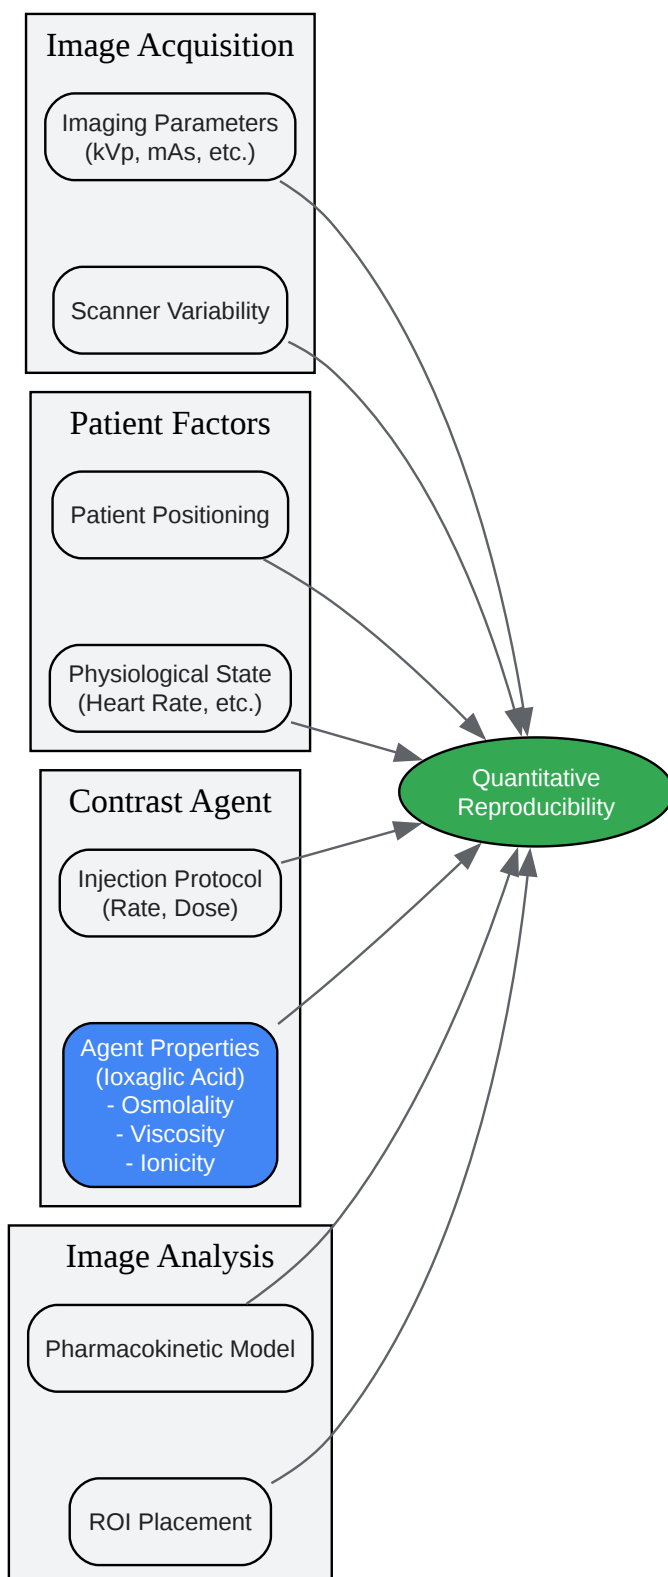 Image Acquisition
Imaging Parameters
(kVp, mAs, etc.)
Scanner Variability
Patient Factors
Patient Positioning
Physiological State
(Heart Rate, etc.)
Quantitative
Reproducibility
Contrast Agent
Injection Protocol
(Rate, Dose)
Agent Properties
(Ioxaglic Acid)
- Osmolality
- Viscosity
- Ionicity
Image Analysis
Pharmacokinetic Model
ROI Placement